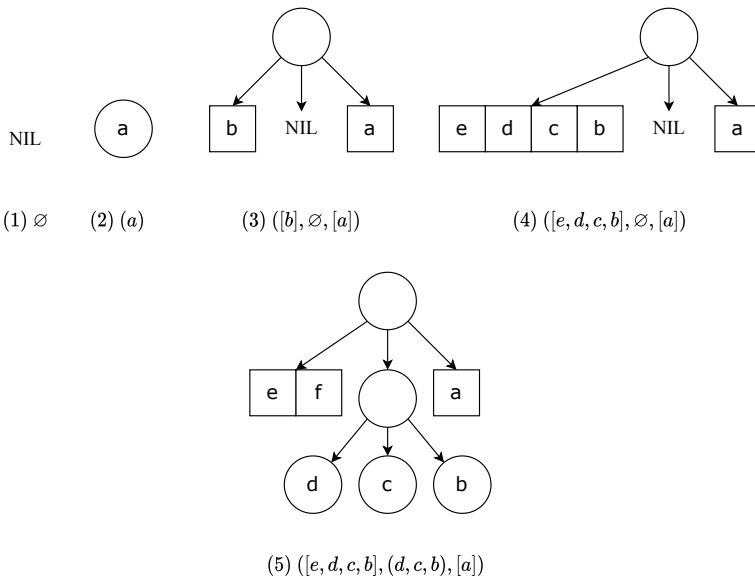 b NIL a
e d c b NIL a
NIL
a
(1) ∅ (2) (a) (3) ([b], ∅, [a]) (4) ([e, d, c, b], ∅, [a])
e f a
d c b
(5) ([e, d, c, b], (d, c, b), [a])